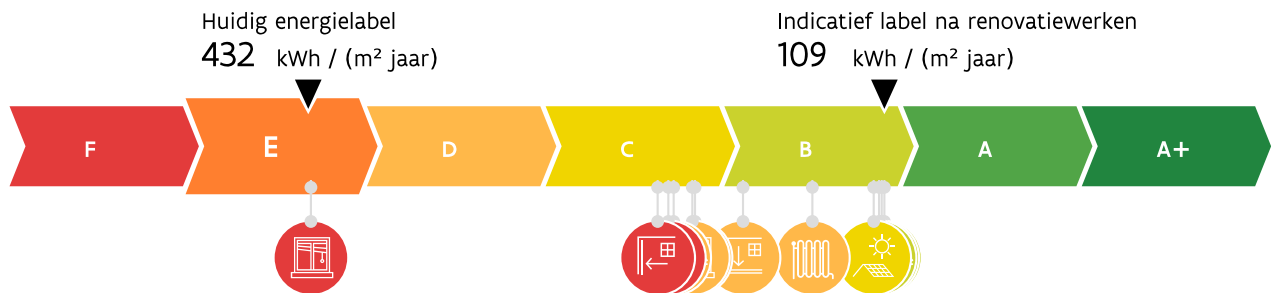 Huidig energielabel
432 kWh / (m² jaar)
Indicatief label na renovatiewerken
109 kWh / (m² jaar)
F E D C B A A+